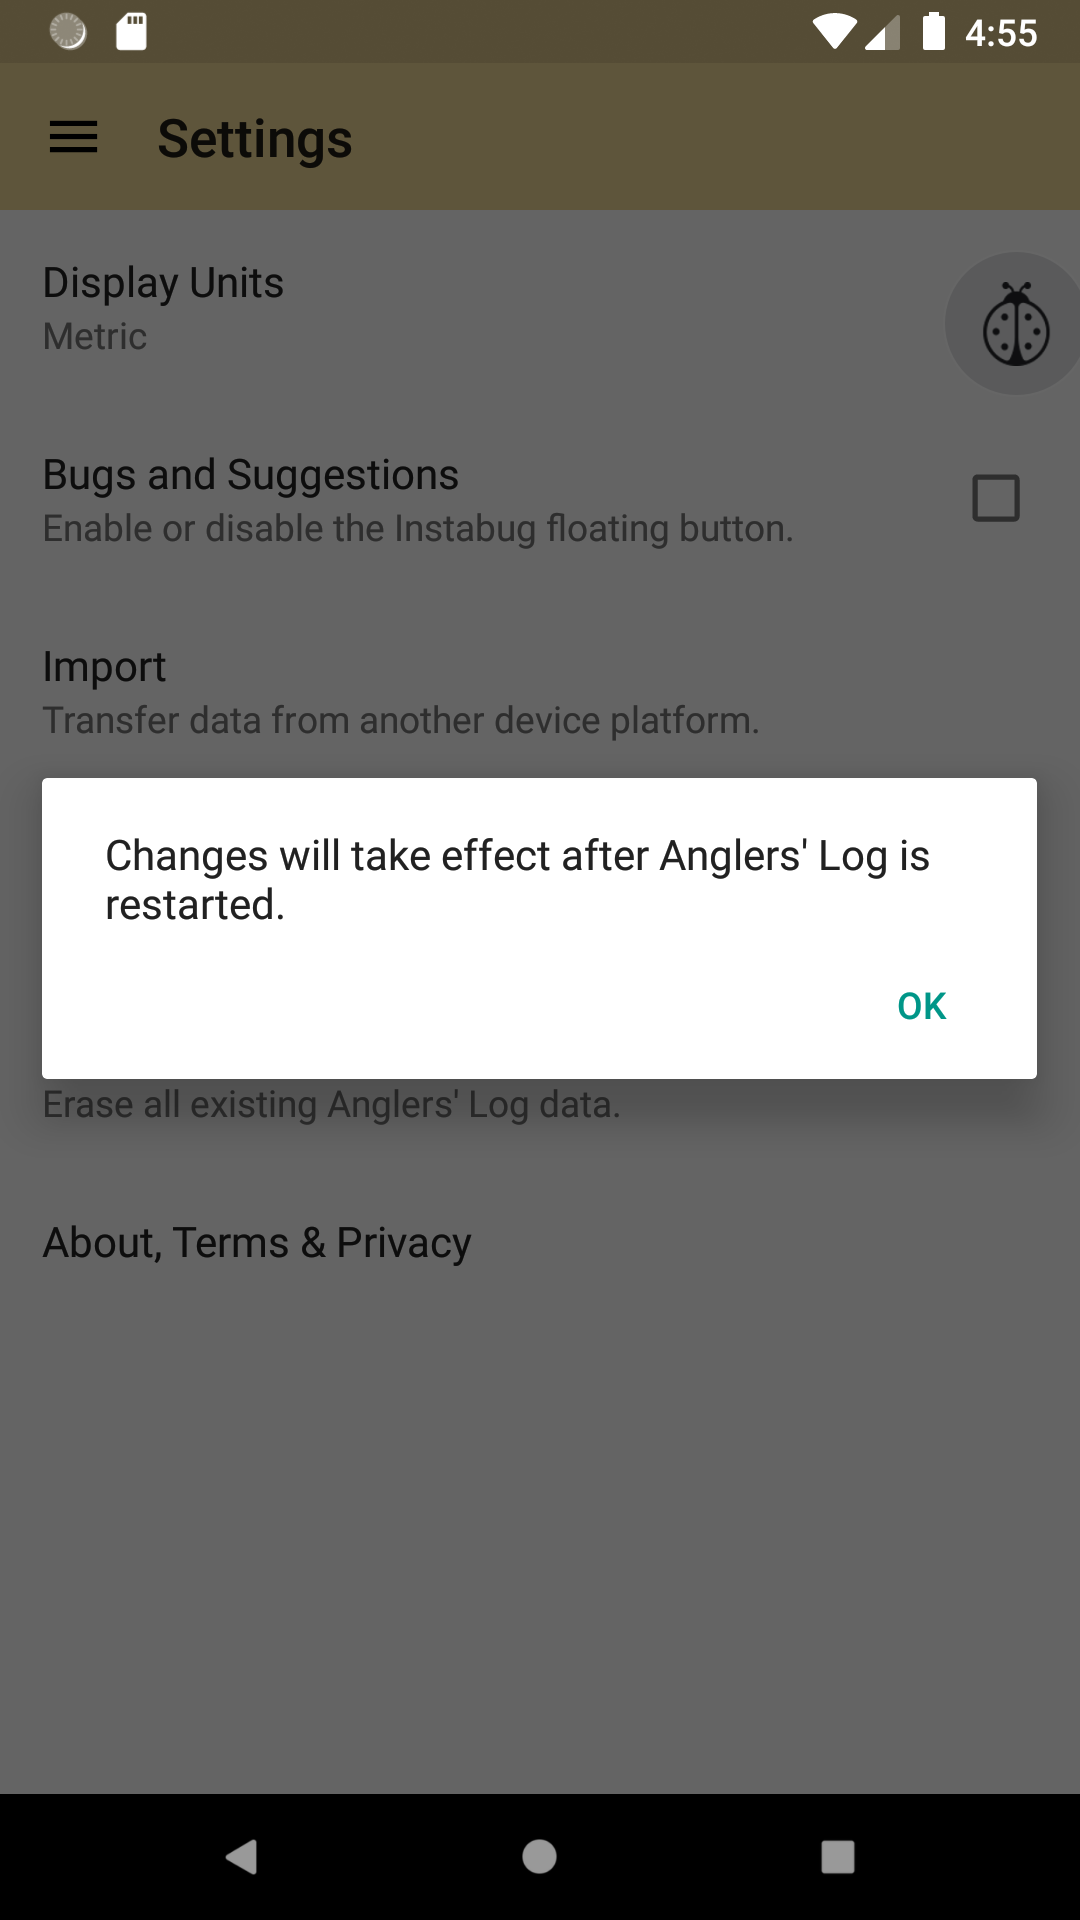 4:55
Settings
Display Units
Metric
Bugs and Suggestions
Enable or disable the Instabug floating button.
Import
Transfer data from another device platform.
Changes will take effect after Anglers' Log is
restarted.
OK
Erase all existing Anglers' Log data.
About, Terms & Privacy